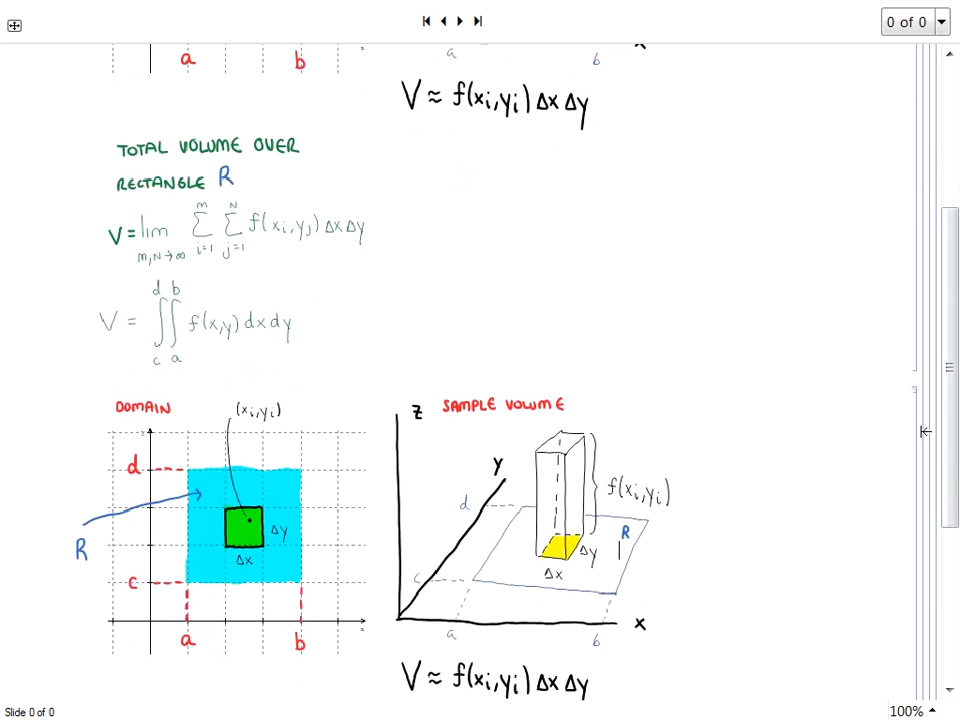 0 of 0
x
a b x
a b
V ≈ f(xi,yi) Δx Δy
TOTAL VOLUME OVER
RECTANGLE R
m N
V = lim Σ Σ f(xi,yj) Δx Δy
m,N→∞ i=1 j=1
d b
V = ∫∫ f(x,y) dx dy
c a
DOMAIN
(xi,yi)
z
SAMPLE VOLUME
y
d
y
f(xi,yi)
d
R
Δy
R
Δy
Δx
Δx
c
c
x
x
a b
a b
V ≈ f(xi,yi) Δx Δy
Slide 0 of 0
100%